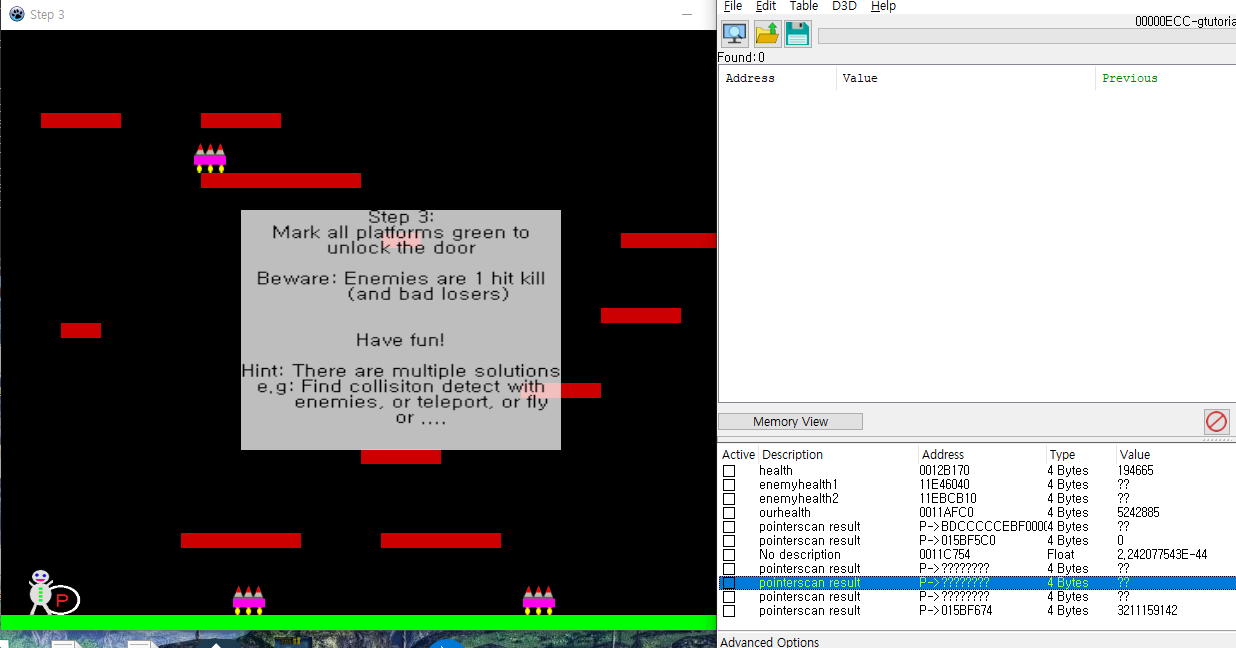 Step 3
Step 3:
Mark all platforms green to
unlock the door
Beware: Enemies are 1 hit kill
(and bad losers)
Have fun!
Hint: There are multiple solutions
e.g: Find collisiton detect with
enemies, or teleport, or fly
or ....
P
File Edit Table D3D Help
00000ECC-gtutoria
Found:0
Address Value Previous
Memory View
Active Description Address Type Value
health 0012B170 4 Bytes 194665
enemyhealth1 11E46040 4 Bytes ??
enemyhealth2 11EBCB10 4 Bytes ??
ourhealth 0011AFC0 4 Bytes 5242885
pointerscan result P->BDCCCCCEBF000( 4 Bytes ??
pointerscan result P->015BF5C0 4 Bytes 0
No description 0011C754 Float 2,242077543E-44
pointerscan result P->???????? 4 Bytes ??
pointerscan result P->???????? 4 Bytes ??
pointerscan result P->???????? 4 Bytes ??
pointerscan result P->015BF674 4 Bytes 3211159142
Advanced Options